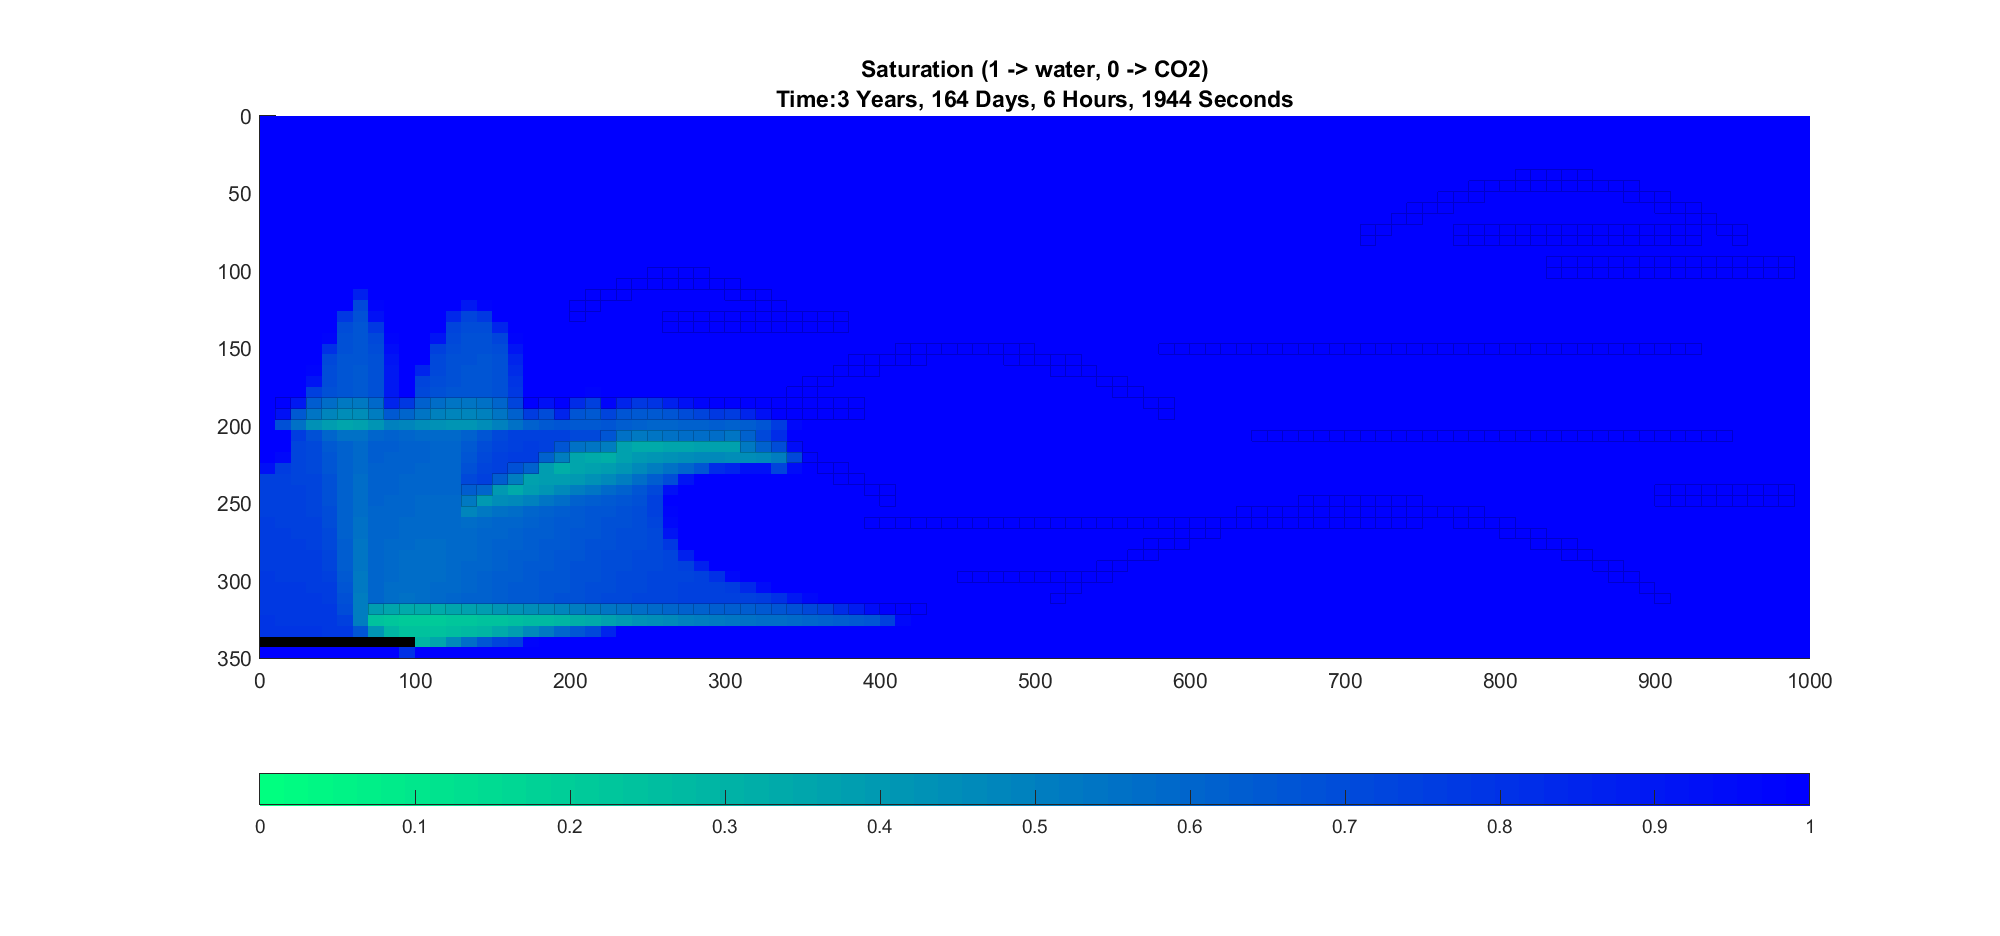 Saturation (1 -> water, 0 -> CO2)
Time:3 Years, 164 Days, 6 Hours, 1944 Seconds
0
50
100
150
200
250
300
350
0 100 200 300 400 500 600 700 800 900 1000
0 0.1 0.2 0.3 0.4 0.5 0.6 0.7 0.8 0.9 1